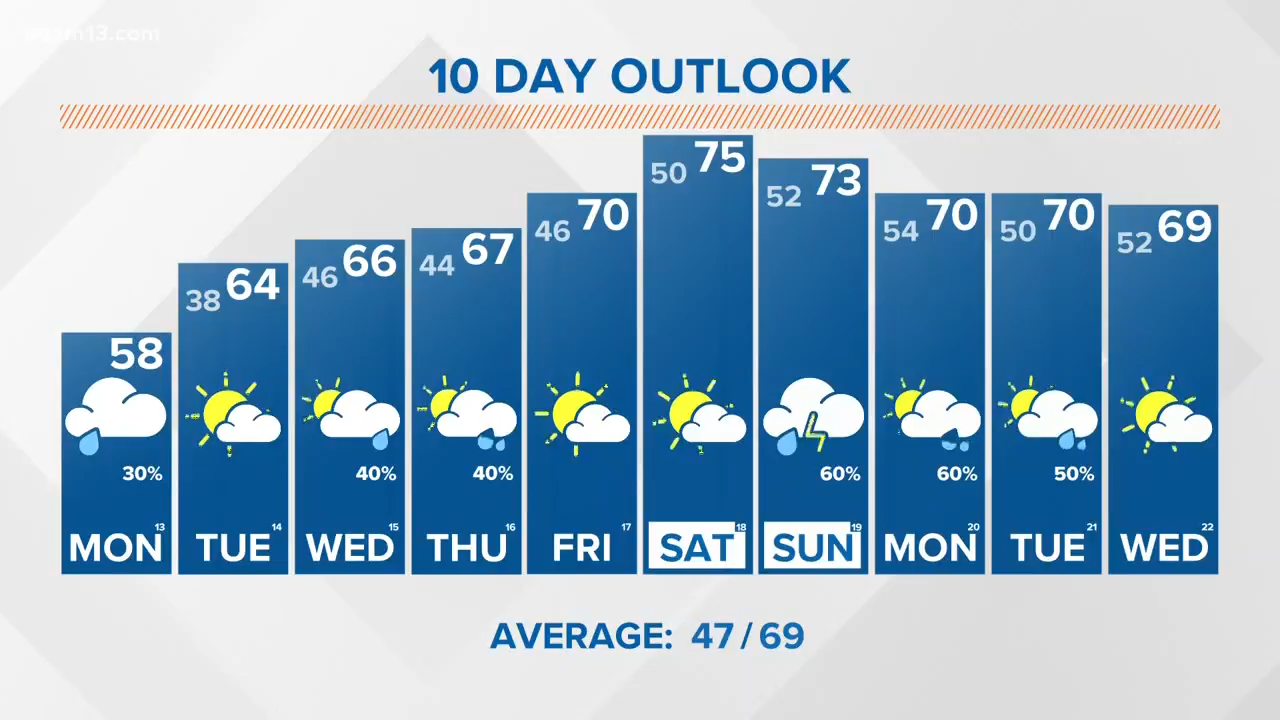 10 DAY OUTLOOK
58
30%
MON 13
38 64
TUE 14
46 66
40%
WED 15
44 67
40%
THU 16
46 70
FRI 17
50 75
SAT 18
52 73
60%
SUN 19
54 70
60%
MON 20
50 70
50%
TUE 21
52 69
WED 22
AVERAGE: 47 / 69